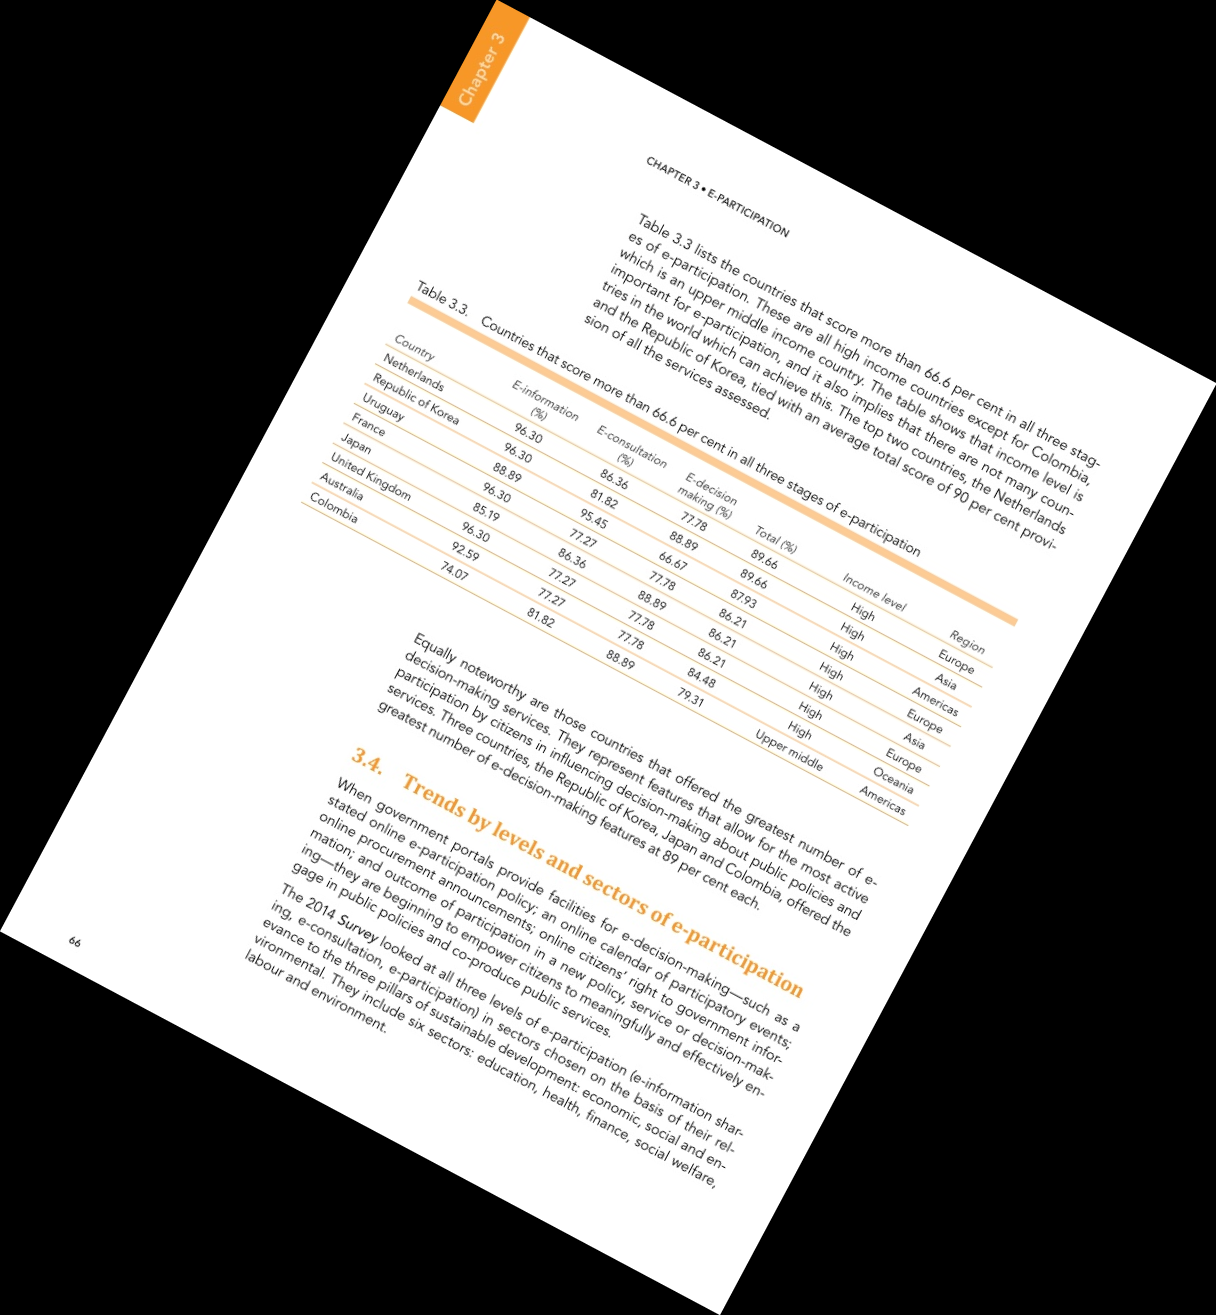 Chapter 3
CHAPTER 3 • E-PARTICIPATION
Table 3.3 lists the countries that score more than 66.6 per cent in all three stag-
es of e-participation. These are all high income countries except for Colombia,
which is an upper middle income country. The table shows that income level is
important for e-participation, and it also implies that there are not many coun-
tries in the world which can achieve this. The top two countries, the Netherlands
and the Republic of Korea, tied with an average total score of 90 per cent provi-
sion of all the services assessed.
Table 3.3. Countries that score more than 66.6 per cent in all three stages of e-participation
Country E-information (%) E-consultation (%) E-decision making (%) Total (%) Income level Region
Netherlands 96.30 86.36 77.78 89.66 High Europe
Republic of Korea 96.30 81.82 88.89 89.66 High Asia
Uruguay 88.89 95.45 66.67 87.93 High Americas
France 96.30 77.27 77.78 86.21 High Europe
Japan 85.19 86.36 88.89 86.21 High Asia
United Kingdom 96.30 77.27 77.78 86.21 High Europe
Australia 92.59 77.27 77.78 84.48 High Oceania
Colombia 74.07 81.82 88.89 79.31 Upper middle Americas
Equally noteworthy are those countries that offered the greatest number of e-
decision-making services. They represent features that allow for the most active
participation by citizens in influencing decision-making about public policies and
services. Three countries, the Republic of Korea, Japan and Colombia, offered the
greatest number of e-decision-making features at 89 per cent each.
3.4. Trends by levels and sectors of e-participation
When government portals provide facilities for e-decision-making—such as a
stated online e-participation policy; an online calendar of participatory events;
online procurement announcements; online citizens’ right to government infor-
mation; and outcome of participation in a new policy, service or decision-mak-
ing—they are beginning to empower citizens to meaningfully and effectively en-
gage in public policies and co-produce public services.
The 2014 Survey looked at all three levels of e-participation (e-information shar-
ing, e-consultation, e-participation) in sectors chosen on the basis of their rel-
evance to the three pillars of sustainable development: economic, social and en-
vironmental. They include six sectors: education, health, finance, social welfare,
labour and environment.
66